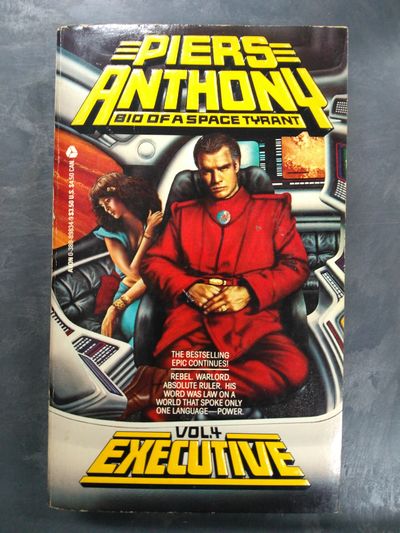 PIERS
ANTHONY
BIO OF A SPACE TYRANT
THE BESTSELLING
EPIC CONTINUES!
REBEL. WARLORD.
ABSOLUTE RULER. HIS
WORD WAS LAW ON A
WORLD THAT SPOKE ONLY
ONE LANGUAGE—POWER.
VOL.4
EXECUTIVE